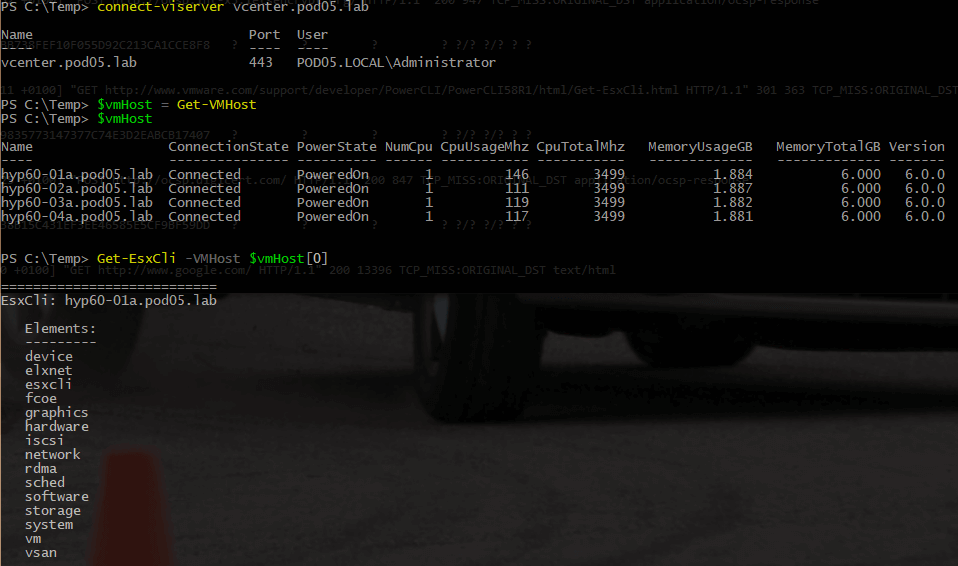 PS C:\Temp> connect-viserver vcenter.pod05.lab
Name Port User
---- ---- ----
vcenter.pod05.lab 443 POD05.LOCAL\Administrator
11 +0100] "GET http://www.vmware.com/support/developer/PowerCLI/PowerCLI58R1/html/Get-EsxCli.html HTTP/1.1" 301 363 TCP_MISS:ORIGINAL_DST
PS C:\Temp> $vmHost = Get-VMHost
PS C:\Temp> $vmHost
Name ConnectionState PowerState NumCpu CpuUsageMhz CpuTotalMhz MemoryUsageGB MemoryTotalGB Version
---- --------------- ---------- ------ ----------- ----------- ------------- ------------- -------
hyp60-01a.pod05.lab Connected PoweredOn 1 146 3499 1.884 6.000 6.0.0
hyp60-02a.pod05.lab Connected PoweredOn 1 111 3499 1.887 6.000 6.0.0
hyp60-03a.pod05.lab Connected PoweredOn 1 119 3499 1.882 6.000 6.0.0
hyp60-04a.pod05.lab Connected PoweredOn 1 117 3499 1.881 6.000 6.0.0
PS C:\Temp> Get-EsxCli -VMHost $vmHost[0]
0 +0100] "GET http://www.google.com/ HTTP/1.1" 200 13396 TCP_MISS:ORIGINAL_DST text/html
===========================
EsxCli: hyp60-01a.pod05.lab
Elements:
---------
device
elxnet
esxcli
fcoe
graphics
hardware
iscsi
network
rdma
sched
software
storage
system
vm
vsan